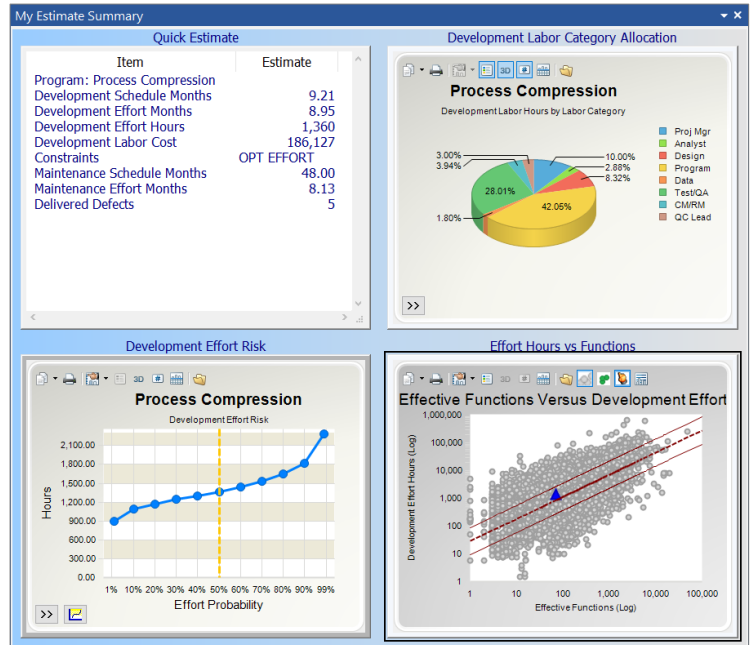 My Estimate Summary
Quick Estimate
Item Estimate
Program: Process Compression
Development Schedule Months 9.21
Development Effort Months 8.95
Development Effort Hours 1,360
Development Labor Cost 186,127
Constraints OPT EFFORT
Maintenance Schedule Months 48.00
Maintenance Effort Months 8.13
Delivered Defects 5
Development Labor Category Allocation
3D
Process Compression
Development Labor Hours by Labor Category
3.00%
3.94%
10.00%
2.88%
8.32%
28.01%
42.05%
1.80%
Proj Mgr
Analyst
Design
Program
Data
Test/QA
CM/RM
QC Lead
>>
Development Effort Risk
3D
Process Compression
Development Effort Risk
Hours
2,100.00
1,800.00
1,500.00
1,200.00
900.00
600.00
300.00
0.00
1% 10% 20% 30% 40% 50% 60% 70% 80% 90% 99%
Effort Probability
>>
Effort Hours vs Functions
3D
Effective Functions Versus Development Effort
Development Effort Hours (Log)
1,000,000
100,000
10,000
1,000
100
10
1
1 10 100 1,000 10,000 100,000
Effective Functions (Log)